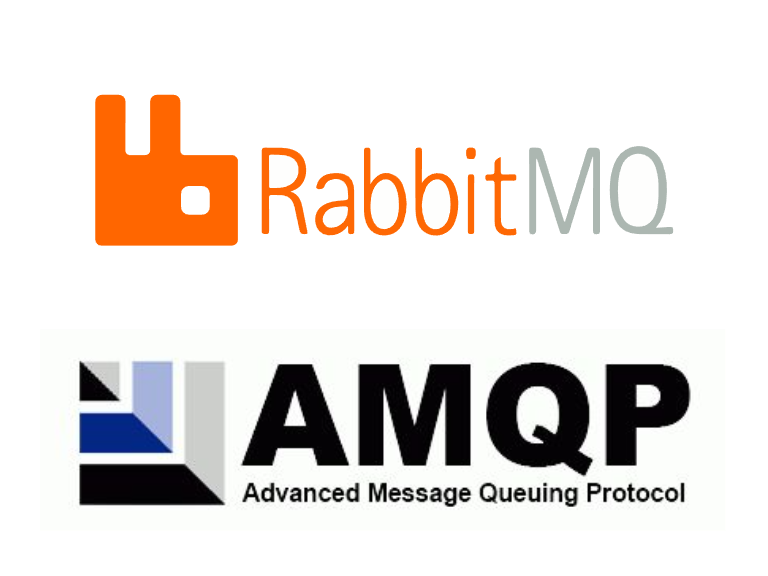 RabbitMQ
AMQP
Advanced Message Queuing Protocol